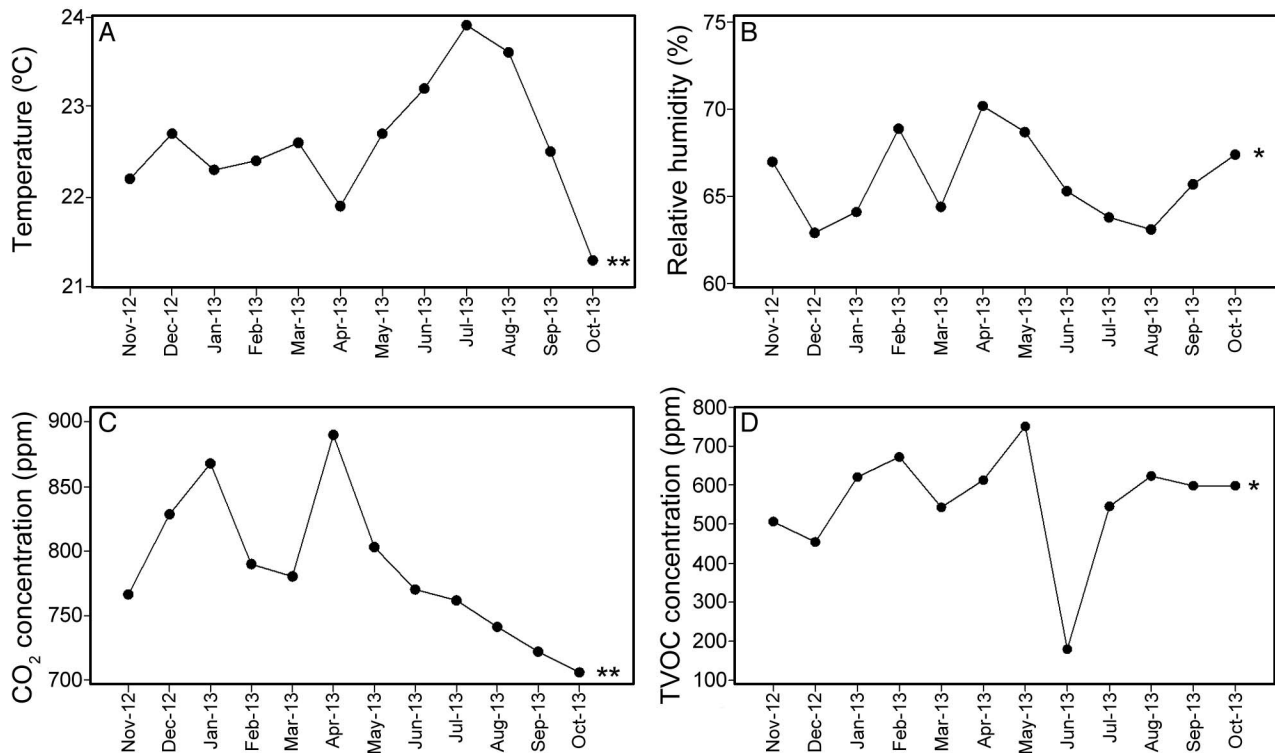 A
Temperature (ºC)
24
23
22
21
**
Nov-12
Dec-12
Jan-13
Feb-13
Mar-13
Apr-13
May-13
Jun-13
Jul-13
Aug-13
Sep-13
Oct-13
B
Relative humidity (%)
75
70
65
60
*
Nov-12
Dec-12
Jan-13
Feb-13
Mar-13
Apr-13
May-13
Jun-13
Jul-13
Aug-13
Sep-13
Oct-13
C
CO₂ concentration (ppm)
900
850
800
750
700
**
Nov-12
Dec-12
Jan-13
Feb-13
Mar-13
Apr-13
May-13
Jun-13
Jul-13
Aug-13
Sep-13
Oct-13
D
TVOC concentration (ppm)
800
700
600
500
400
300
200
100
*
Nov-12
Dec-12
Jan-13
Feb-13
Mar-13
Apr-13
May-13
Jun-13
Jul-13
Aug-13
Sep-13
Oct-13